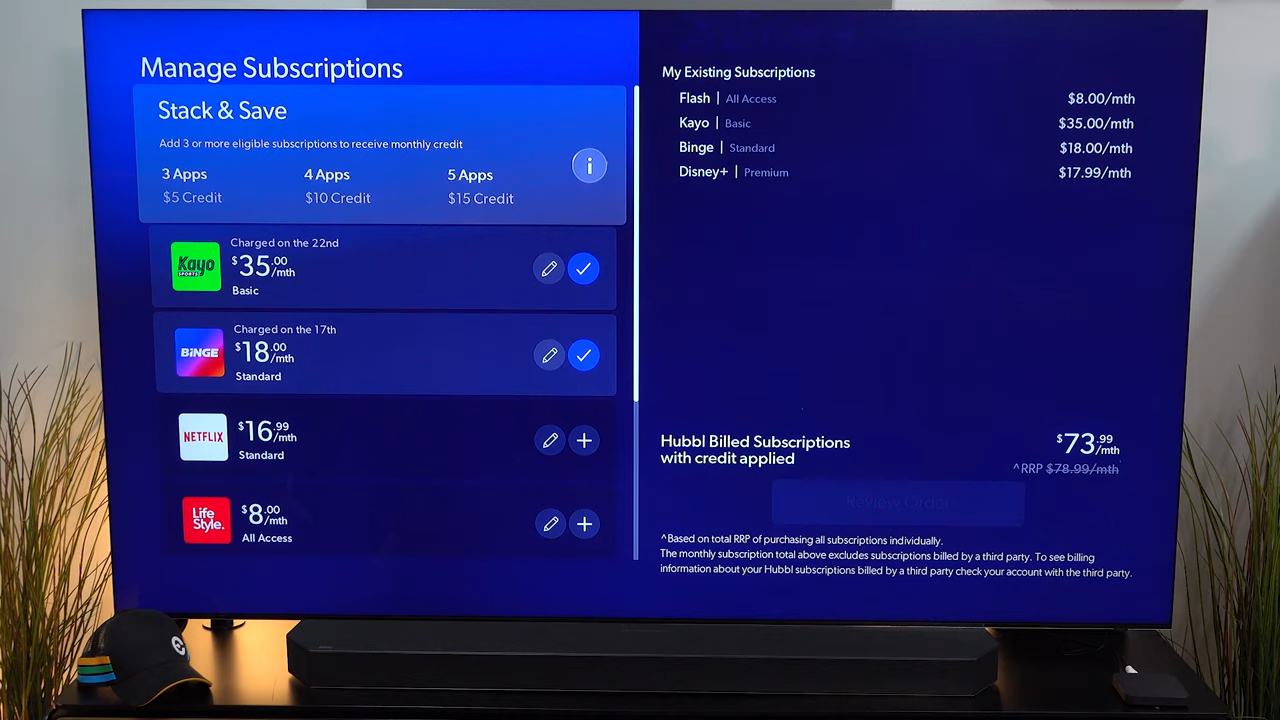 Manage Subscriptions
Stack & Save
Add 3 or more eligible subscriptions to receive monthly credit
3 Apps
4 Apps
5 Apps
$5 Credit
$10 Credit
$15 Credit
i
Kayo
SPORTS
Charged on the 22nd
$35.00/mth
Basic
BINGE
Charged on the 17th
$18.00/mth
Standard
NETFLIX
$16.99/mth
Standard
Life
Style.
$8.00/mth
All Access
My Existing Subscriptions
Flash | All Access $8.00/mth
Kayo | Basic $35.00/mth
Binge | Standard $18.00/mth
Disney+ | Premium $17.99/mth
Hubbl Billed Subscriptions
with credit applied
$73.99/mth
^RRP $78.99/mth
Review Order
^Based on total RRP of purchasing all subscriptions individually.
The monthly subscription total above excludes subscriptions billed by a third party. To see billing
information about your Hubbl subscriptions billed by a third party check your account with the third party.